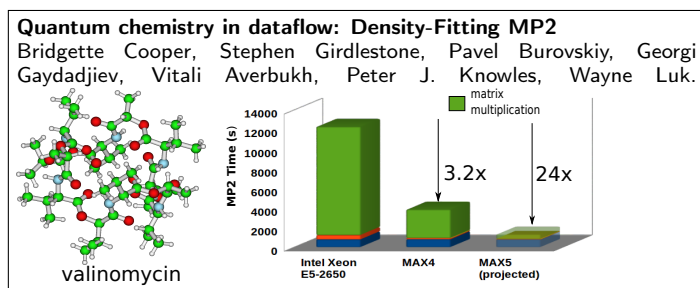 Quantum chemistry in dataflow: Density-Fitting MP2
Bridgette Cooper, Stephen Girdlestone, Pavel Burovskiy, Georgi
Gaydadjiev, Vitali Averbukh, Peter J. Knowles, Wayne Luk.
matrix
multiplication
14000
12000
10000
8000
6000
4000
2000
0
MP2 Time (s)
3.2x
24x
Intel Xeon
E5-2650
MAX4
MAX5
(projected)
valinomycin